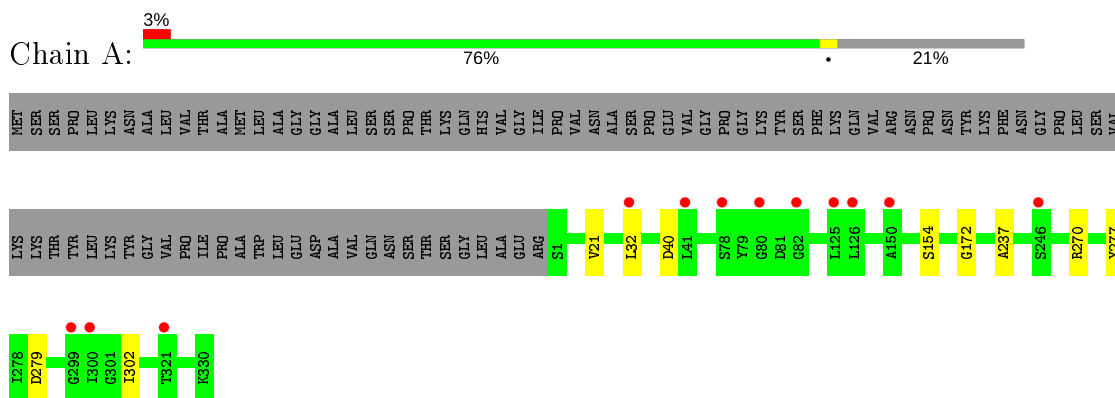 3%
Chain A:
76%
21%
MET SER SER PRO LEU LYS ASN ALA LEU VAL THR ALA MET LEU ALA GLY GLY ALA LEU SER SER PRO THR LYS GLN HIS VAL GLY ILE PRO VAL ASN ALA SER PRO GLU VAL GLY PRO GLY LYS TYR SER PHE LYS GLN VAL ARG ASN PRO ASN TYR LYS PHE ASN GLY PRO LEU SER VAL
LYS LYS THR TYR LEU LYS TYR GLY VAL PRO ILE PRO ALA TRP LEU GLU ASP ALA VAL GLN ASN SER THR SER GLY LEU ALA GLU ARG S1 V21 L32 D40 L41 S78 Y79 G80 D81 G82 L125 L126 A150 S154 G172 A237 S246 R270 Y277
I278 D279 G299 I300 G301 I302 T321 K330